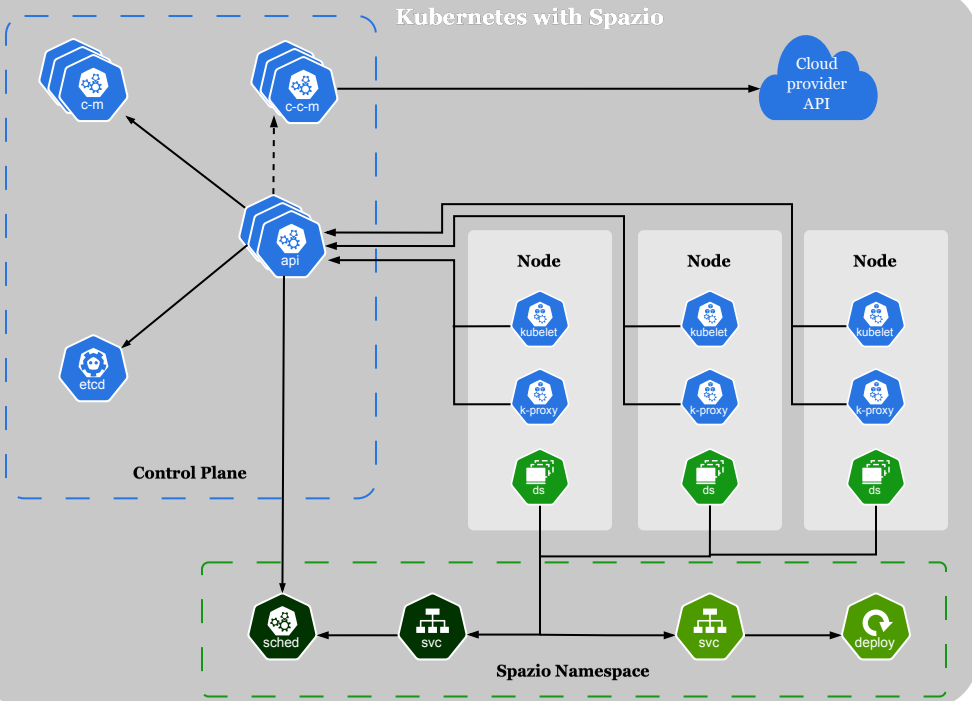 Kubernetes with Spazio
c-m
c-c-m
Cloud
provider
API
api
Node
Node
Node
kubelet
kubelet
kubelet
etcd
k-proxy
k-proxy
k-proxy
Control Plane
ds
ds
ds
sched
svc
svc
deploy
Spazio Namespace